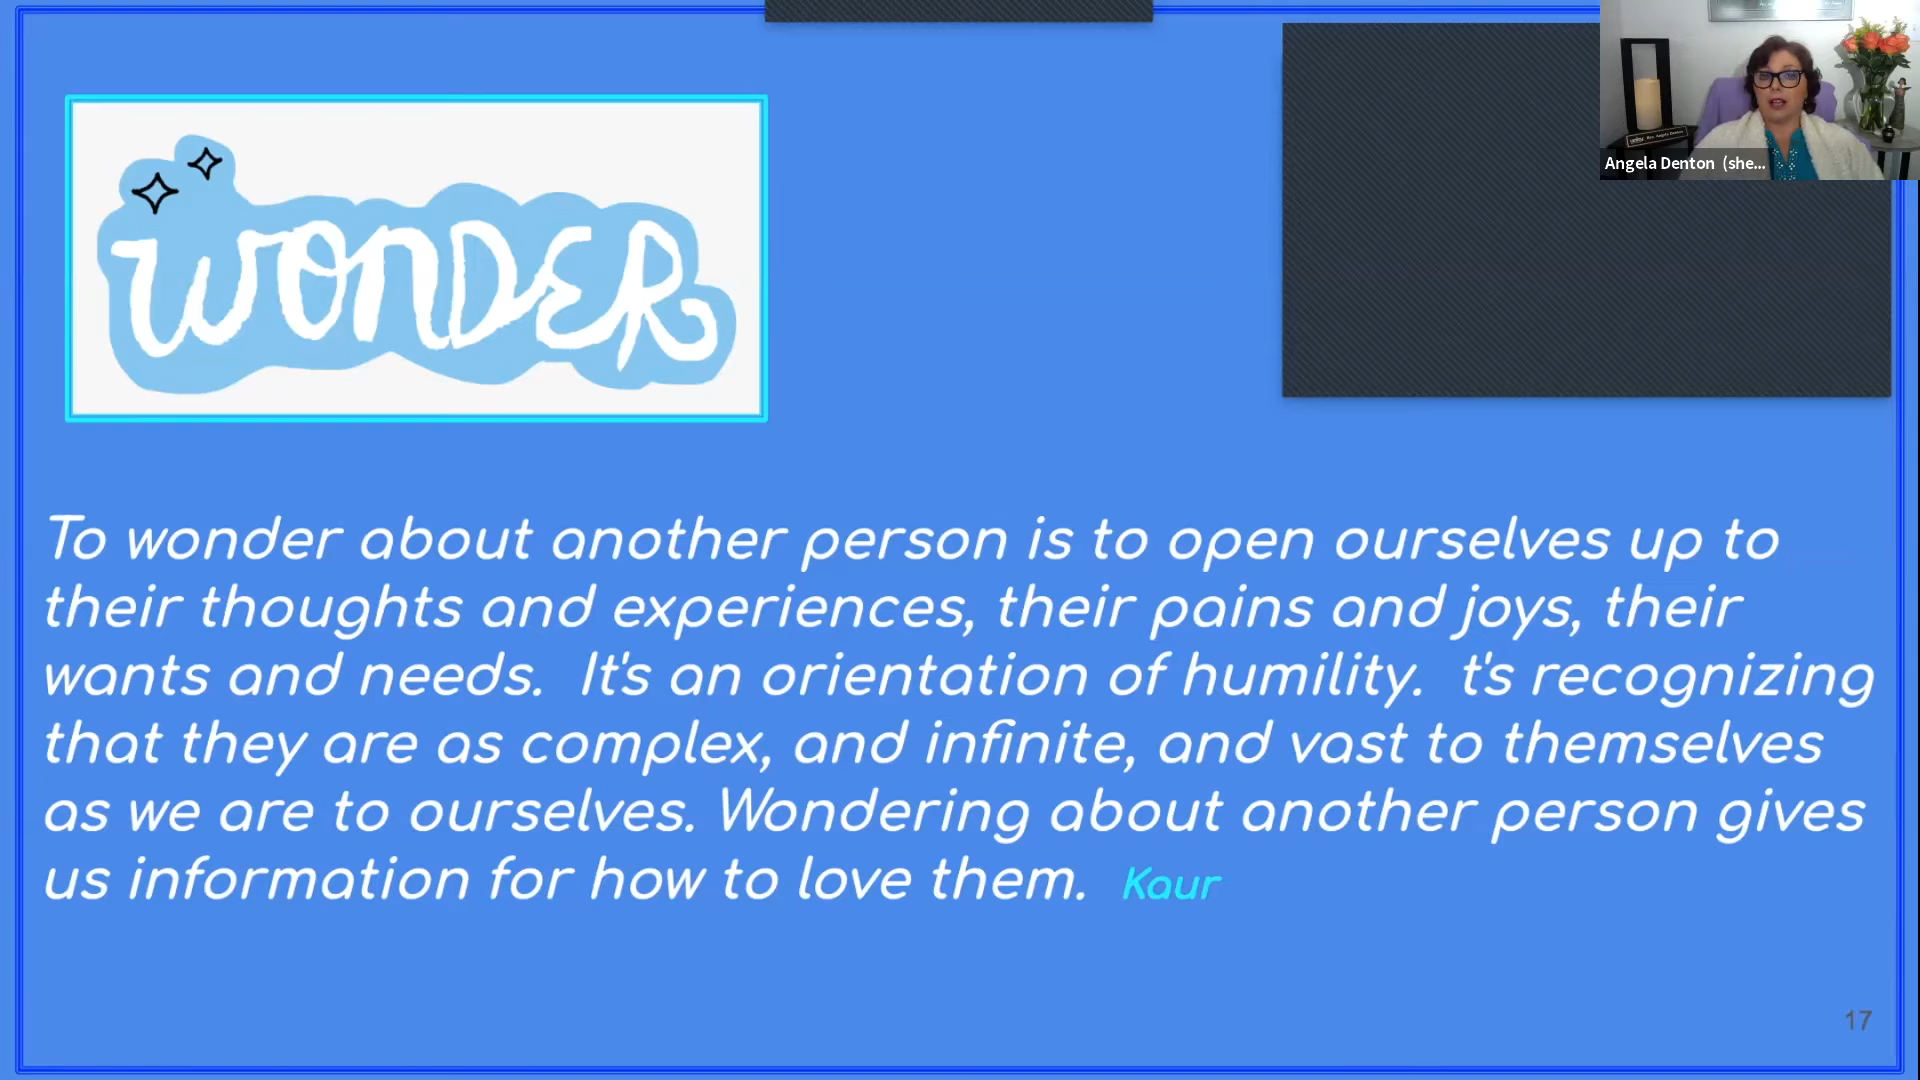 Angela Denton (she...
WONDER
To wonder about another person is to open ourselves up to
their thoughts and experiences, their pains and joys, their
wants and needs.  It's an orientation of humility.  t's recognizing
that they are as complex, and infinite, and vast to themselves
as we are to ourselves. Wondering about another person gives
us information for how to love them.  Kaur
17